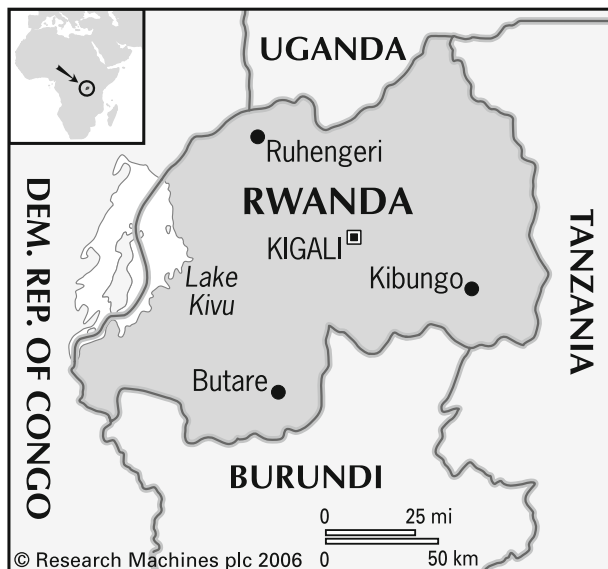 UGANDA
Ruhengeri
RWANDA
KIGALI
Kibungo
Lake
Kivu
Butare
DEM. REP. OF CONGO
TANZANIA
BURUNDI
0 25 mi
0 50 km
© Research Machines plc 2006